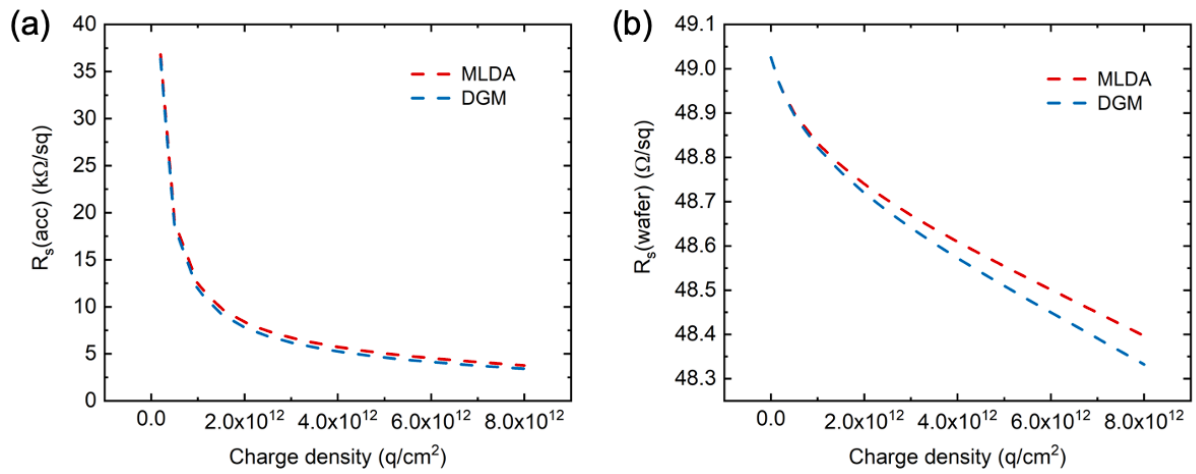 (a)
40
35
30
25
20
15
10
5
0
Rₛ(acc) (kΩ/sq)
MLDA
DGM
0.0 2.0x10¹² 4.0x10¹² 6.0x10¹² 8.0x10¹²
Charge density (q/cm²)
(b)
49.1
49.0
48.9
48.8
48.7
48.6
48.5
48.4
48.3
Rₛ(wafer) (Ω/sq)
MLDA
DGM
0.0 2.0x10¹² 4.0x10¹² 6.0x10¹² 8.0x10¹²
Charge density (q/cm²)